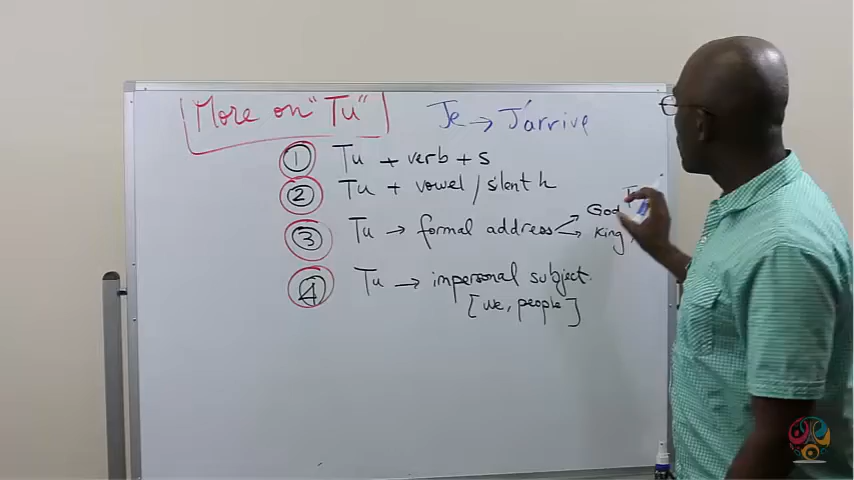 More on "Tu"
Je → J'arrive
1 Tu + verb + s
2 Tu + vowel / silent h
3 Tu → formal address
God
King
4 Tu → impersonal subject.
[we, people]